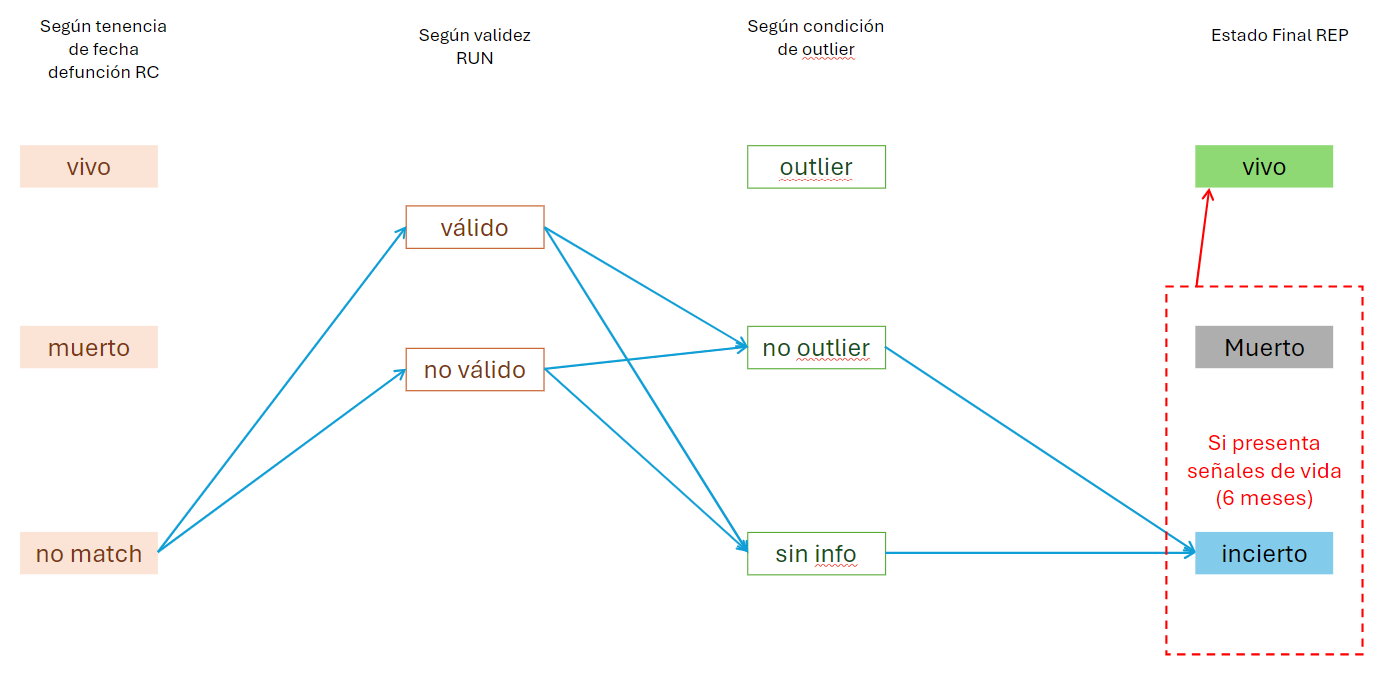 Según tenencia
de fecha
defunción RC
Según validez
RUN
Según condición
de outlier
Estado Final REP
vivo
outlier
vivo
válido
muerto
no válido
no outlier
Muerto
Si presenta
señales de vida
(6 meses)
no match
sin info
incierto